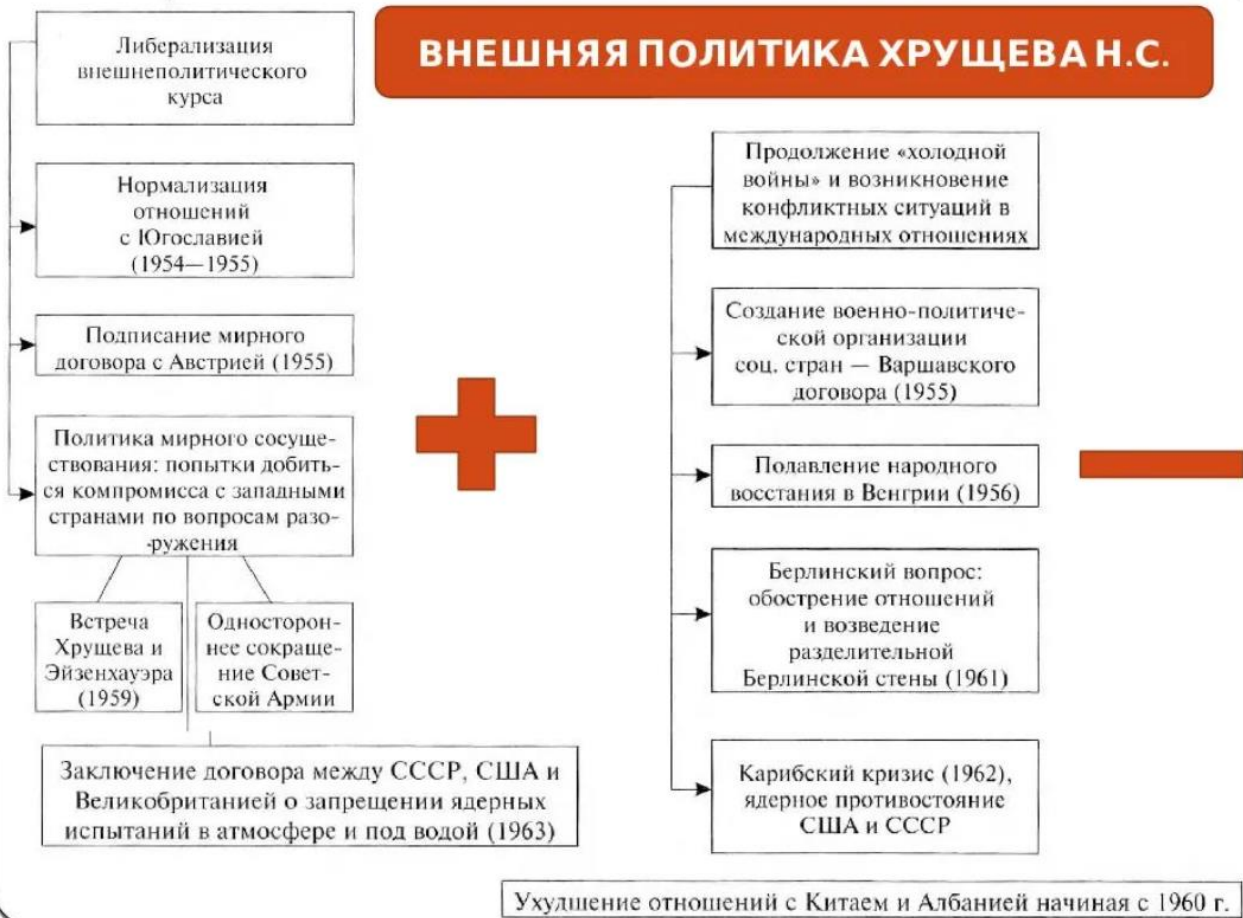 ВНЕШНЯЯ ПОЛИТИКА ХРУЩЕВА Н.С.
Либерализация
внешнеполитического
курса
Нормализация
отношений
с Югославией
(1954—1955)
Подписание мирного
договора с Австрией (1955)
Политика мирного сосуще-
ствования: попытки добить-
ся компромисса с западными
странами по вопросам разо-
-ружения
Встреча
Хрущева и
Эйзенхауэра
(1959)
Односторон-
нее сокраще-
ние Совет-
ской Армии
Заключение договора между СССР, США и
Великобританией о запрещении ядерных
испытаний в атмосфере и под водой (1963)
Продолжение «холодной
войны» и возникновение
конфликтных ситуаций в
международных отношениях
Создание военно-политиче-
ской организации
соц. стран — Варшавского
договора (1955)
Подавление народного
восстания в Венгрии (1956)
Берлинский вопрос:
обострение отношений
и возведение
разделительной
Берлинской стены (1961)
Карибский кризис (1962),
ядерное противостояние
США и СССР
Ухудшение отношений с Китаем и Албанией начиная с 1960 г.